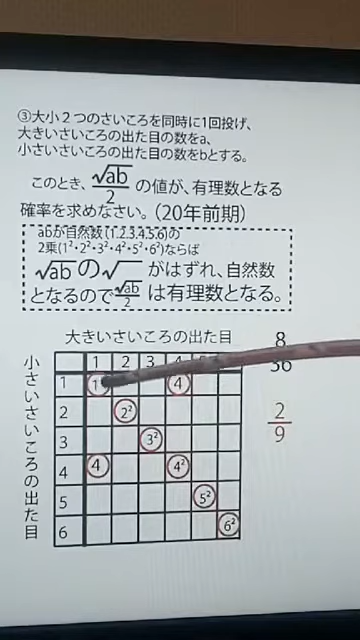 ③大小２つのさいころを同時に1回投げ、
大きいさいころの出た目の数をa、
小さいさいころの出た目の数をbとする。
このとき、√ab/2 の値が、有理数となる
確率を求めなさい。（20年前期）
abが自然数(1.2.3.4.5.6)の
2乗(1²・2²・3²・4²・5²・6²)ならば
√abの√ がはずれ、自然数
となるので√ab/2 は有理数となる。
大きいさいころの出た目
小さいさいころの出た目
1 2 3 4
1 1² 4
2 2²
3 3²
4 4 4²
5 5²
6 6²
8
36
2
9